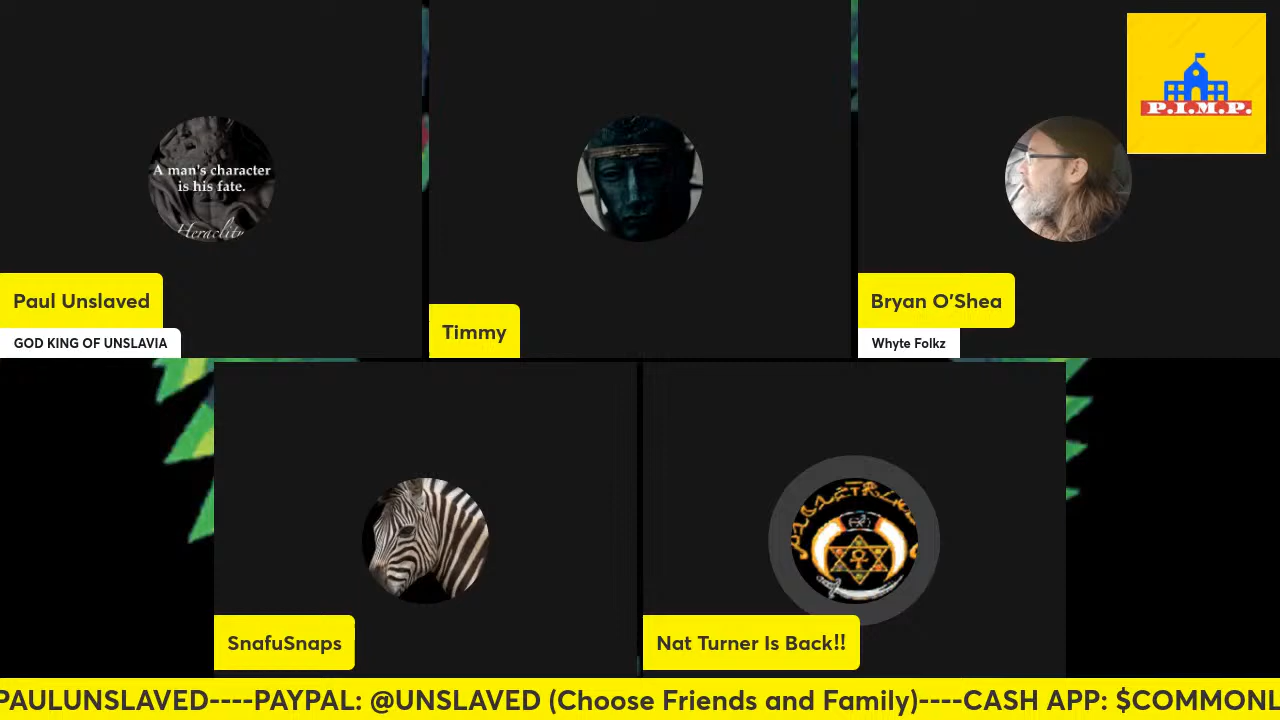 A man's character
is his fate.
Heraclitv
Paul Unslaved
GOD KING OF UNSLAVIA
Timmy
P.I.M.P.
Bryan O'Shea
Whyte Folkz
SnafuSnaps
Nat Turner Is Back!!
PAULUNSLAVED----PAYPAL: @UNSLAVED (Choose Friends and Family)----CASH APP: $COMMONL